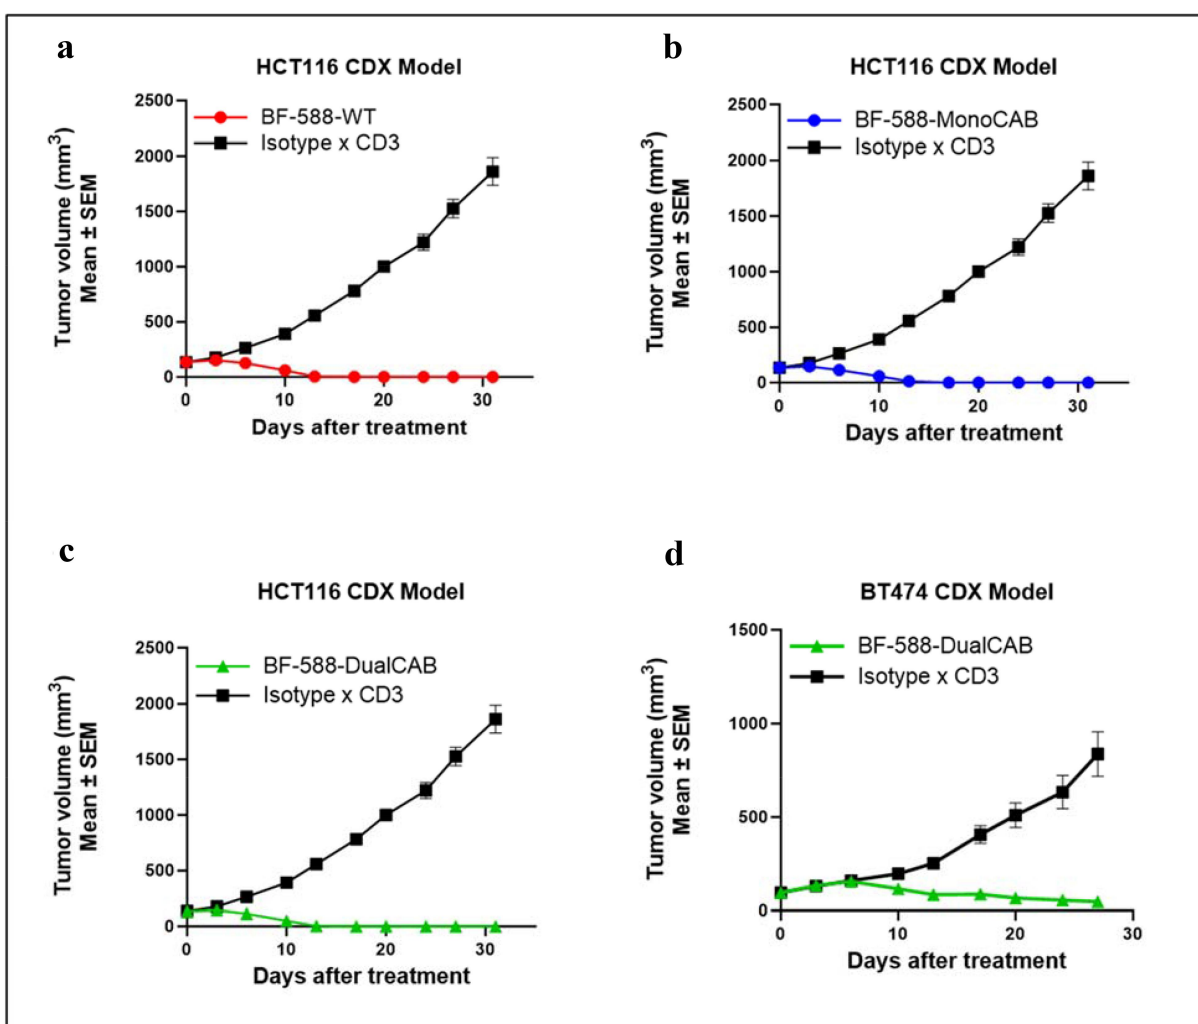 a
HCT116 CDX Model
Tumor volume (mm3)
Mean ± SEM
2500
2000
1500
1000
500
0
BF-588-WT
Isotype x CD3
0 10 20 30
Days after treatment
b
HCT116 CDX Model
Tumor volume (mm3)
Mean ± SEM
2500
2000
1500
1000
500
0
BF-588-MonoCAB
Isotype x CD3
0 10 20 30
Days after treatment
c
HCT116 CDX Model
Tumor volume (mm3)
Mean ± SEM
2500
2000
1500
1000
500
0
BF-588-DualCAB
Isotype x CD3
0 10 20 30
Days after treatment
d
BT474 CDX Model
Tumor volume (mm3)
Mean ± SEM
1500
1000
500
0
BF-588-DualCAB
Isotype x CD3
0 10 20 30
Days after treatment